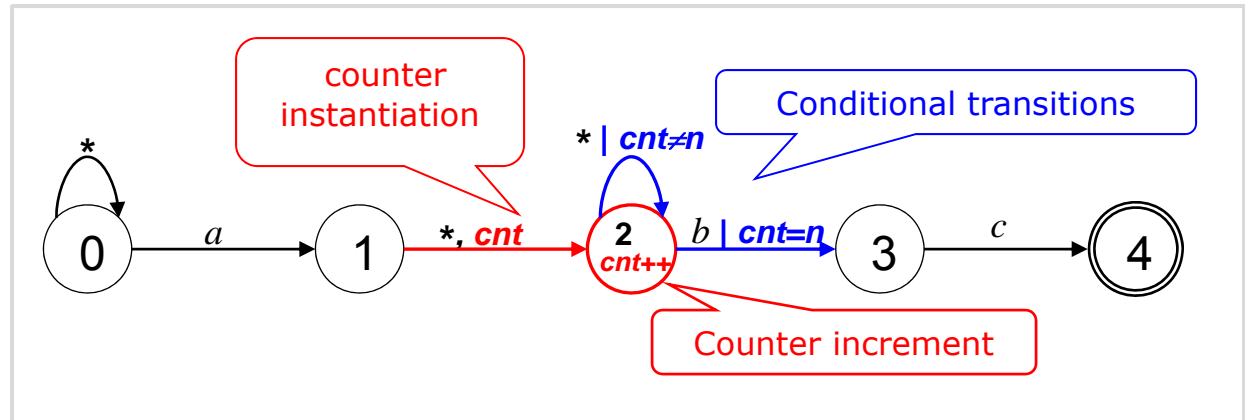 counter
instantiation
Conditional transitions
*
* | cnt≠n
0
a
1
*, cnt
2
cnt++
b | cnt=n
3
c
4
Counter increment